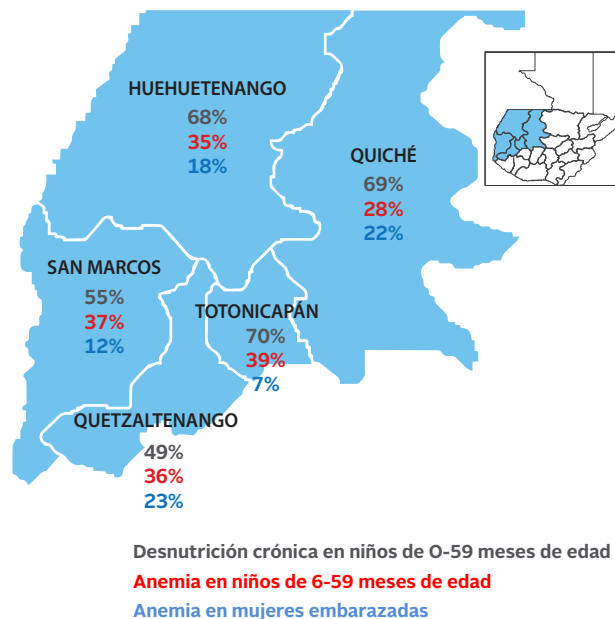 HUEHUETENANGO
68%
35%
18%
QUICHÉ
69%
28%
22%
SAN MARCOS
55%
37%
12%
TOTONICAPÁN
70%
39%
7%
QUETZALTENANGO
49%
36%
23%
Desnutrición crónica en niños de 0-59 meses de edad
Anemia en niños de 6-59 meses de edad
Anemia en mujeres embarazadas